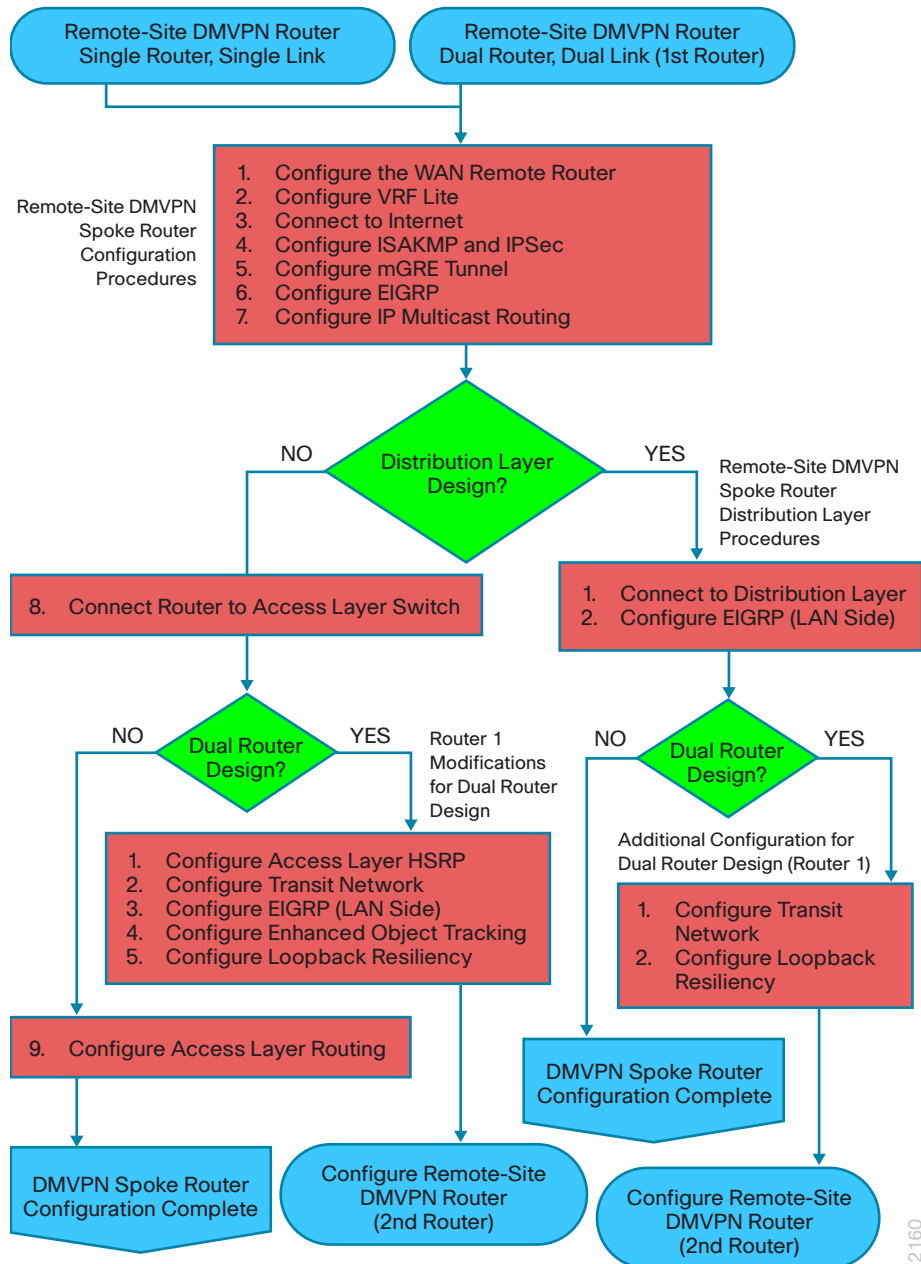 Remote-Site DMVPN Router
Single Router, Single Link
Remote-Site DMVPN Router
Dual Router, Dual Link (1st Router)
Remote-Site DMVPN
Spoke Router
Configuration
Procedures
1. Configure the WAN Remote Router
2. Configure VRF Lite
3. Connect to Internet
4. Configure ISAKMP and IPSec
5. Configure mGRE Tunnel
6. Configure EIGRP
7. Configure IP Multicast Routing
NO
Distribution Layer
Design?
YES
Remote-Site DMVPN
Spoke Router
Distribution Layer
Procedures
8. Connect Router to Access Layer Switch
1. Connect to Distribution Layer
2. Configure EIGRP (LAN Side)
NO
Dual Router
Design?
YES
Router 1
Modifications
for Dual Router
Design
NO
Dual Router
Design?
YES
1. Configure Access Layer HSRP
2. Configure Transit Network
3. Configure EIGRP (LAN Side)
4. Configure Enhanced Object Tracking
5. Configure Loopback Resiliency
Additional Configuration for
Dual Router Design (Router 1)
1. Configure Transit
Network
2. Configure Loopback
Resiliency
9. Configure Access Layer Routing
DMVPN Spoke Router
Configuration Complete
DMVPN Spoke Router
Configuration Complete
Configure Remote-Site
DMVPN Router
(2nd Router)
Configure Remote-Site
DMVPN Router
(2nd Router)
2160